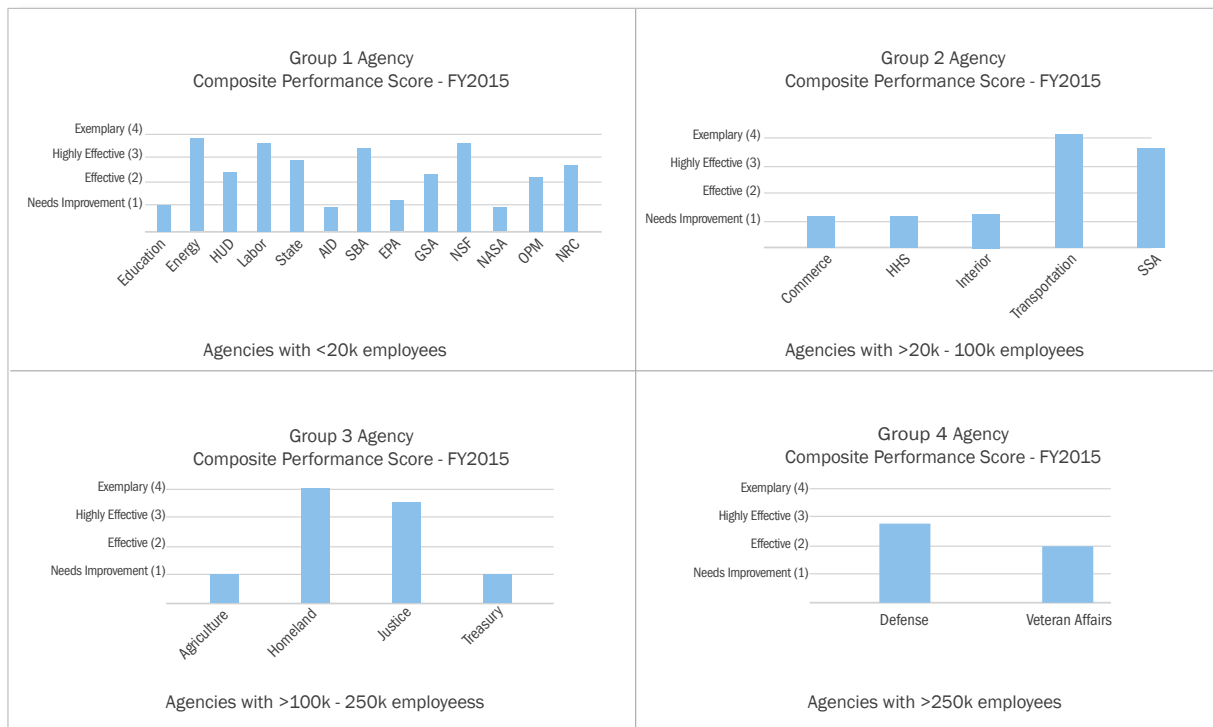 Group 1 Agency
Composite Performance Score - FY2015
Exemplary (4)
Highly Effective (3)
Effective (2)
Needs Improvement (1)
Education
Energy
HUD
Labor
State
AID
SBA
EPA
GSA
NSF
NASA
OPM
NRC
Agencies with <20k employees
Group 2 Agency
Composite Performance Score - FY2015
Exemplary (4)
Highly Effective (3)
Effective (2)
Needs Improvement (1)
Commerce
HHS
Interior
Transportation
SSA
Agencies with >20k - 100k employees
Group 3 Agency
Composite Performance Score - FY2015
Exemplary (4)
Highly Effective (3)
Effective (2)
Needs Improvement (1)
Agriculture
Homeland
Justice
Treasury
Agencies with >100k - 250k employeess
Group 4 Agency
Composite Performance Score - FY2015
Exemplary (4)
Highly Effective (3)
Effective (2)
Needs Improvement (1)
Defense
Veteran Affairs
Agencies with >250k employees